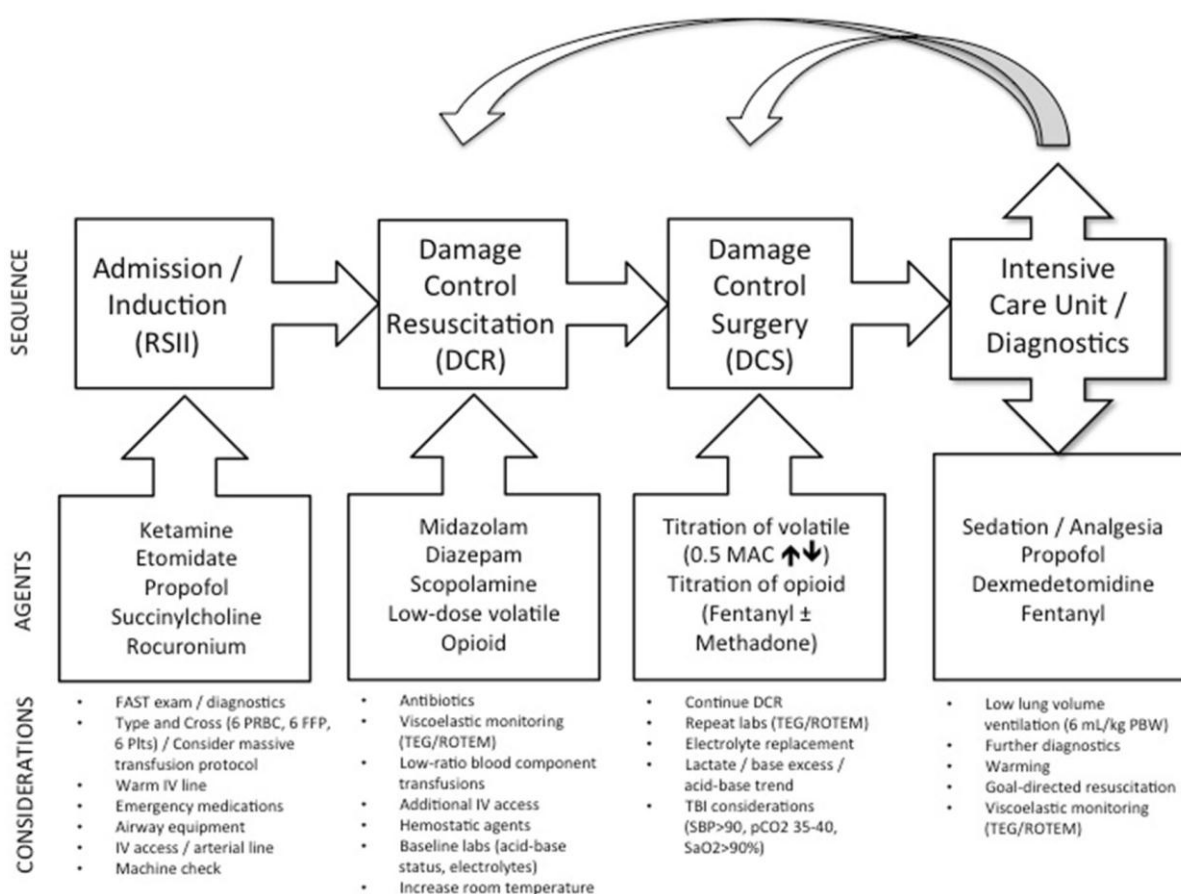 SEQUENCE
Admission /
Induction
(RSII)
Damage
Control
Resuscitation
(DCR)
Damage
Control
Surgery
(DCS)
Intensive
Care Unit /
Diagnostics
AGENTS
Ketamine
Etomidate
Propofol
Succinylcholine
Rocuronium
Midazolam
Diazepam
Scopolamine
Low-dose volatile
Opioid
Titration of volatile
(0.5 MAC ↑↓)
Titration of opioid
(Fentanyl ±
Methadone)
Sedation / Analgesia
Propofol
Dexmedetomidine
Fentanyl
CONSIDERATIONS
• FAST exam / diagnostics
• Type and Cross (6 PRBC, 6 FFP,
6 Plts) / Consider massive
transfusion protocol
• Warm IV line
• Emergency medications
• Airway equipment
• IV access / arterial line
• Machine check
• Antibiotics
• Viscoelastic monitoring
(TEG/ROTEM)
• Low-ratio blood component
transfusions
• Additional IV access
• Hemostatic agents
• Baseline labs (acid-base
status, electrolytes)
• Increase room temperature
• Continue DCR
• Repeat labs (TEG/ROTEM)
• Electrolyte replacement
• Lactate / base excess /
acid-base trend
• TBI considerations
(SBP>90, pCO2 35-40,
SaO2>90%)
• Low lung volume
ventilation (6 mL/kg PBW)
• Further diagnostics
• Warming
• Goal-directed resuscitation
• Viscoelastic monitoring
(TEG/ROTEM)